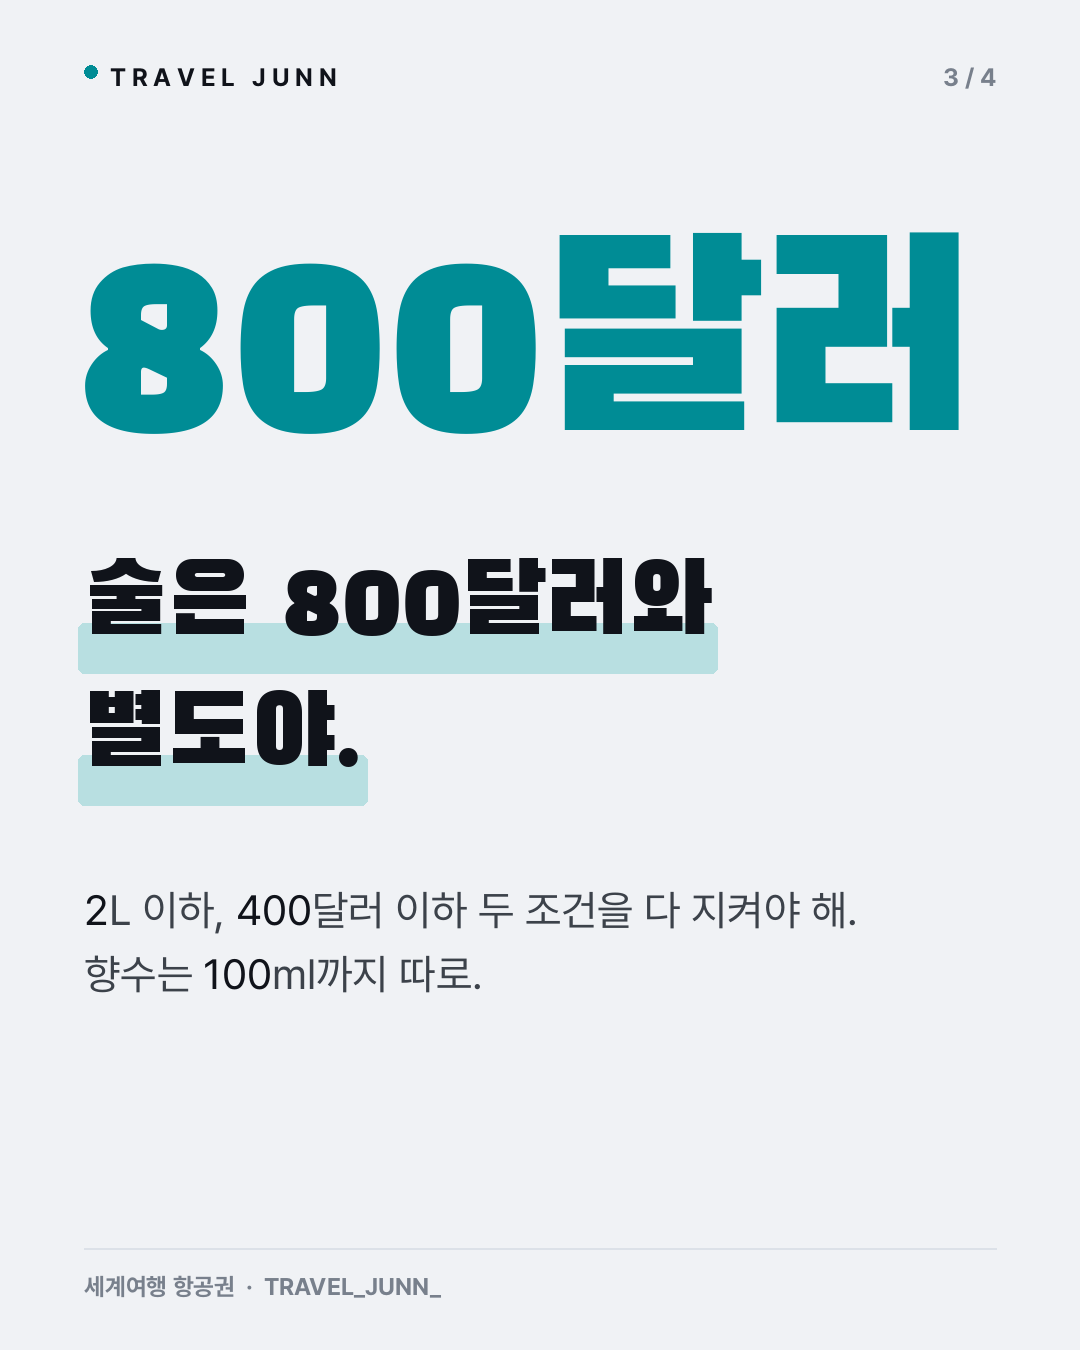 TRAVEL JUNN
3 / 4
800달러
술은 800달러와
별도야.
2L 이하, 400달러 이하 두 조건을 다 지켜야 해.
향수는 100ml까지 따로.
세계여행 항공권 · TRAVEL_JUNN_